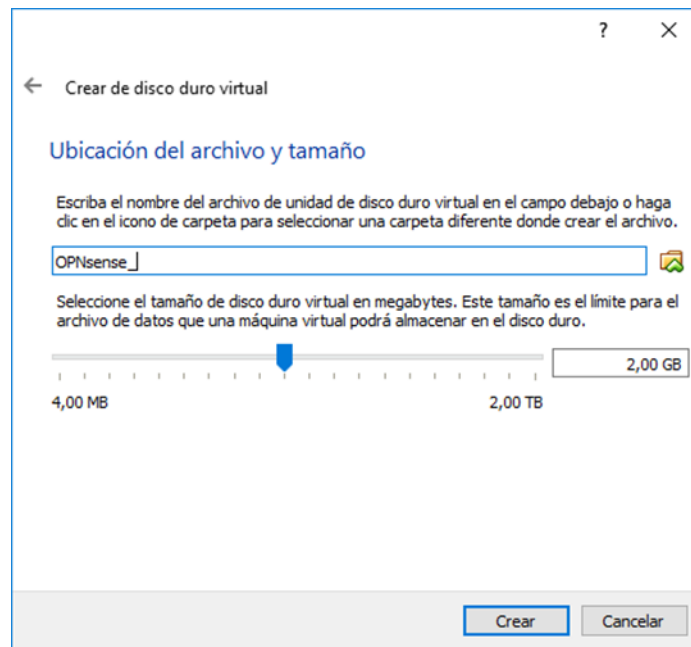 ?
Crear de disco duro virtual
Ubicación del archivo y tamaño
Escriba el nombre del archivo de unidad de disco duro virtual en el campo debajo o haga
clic en el icono de carpeta para seleccionar una carpeta diferente donde crear el archivo.
OPNsense_
Seleccione el tamaño de disco duro virtual en megabytes. Este tamaño es el límite para el
archivo de datos que una máquina virtual podrá almacenar en el disco duro.
2,00 GB
4,00 MB 2,00 TB
Crear Cancelar